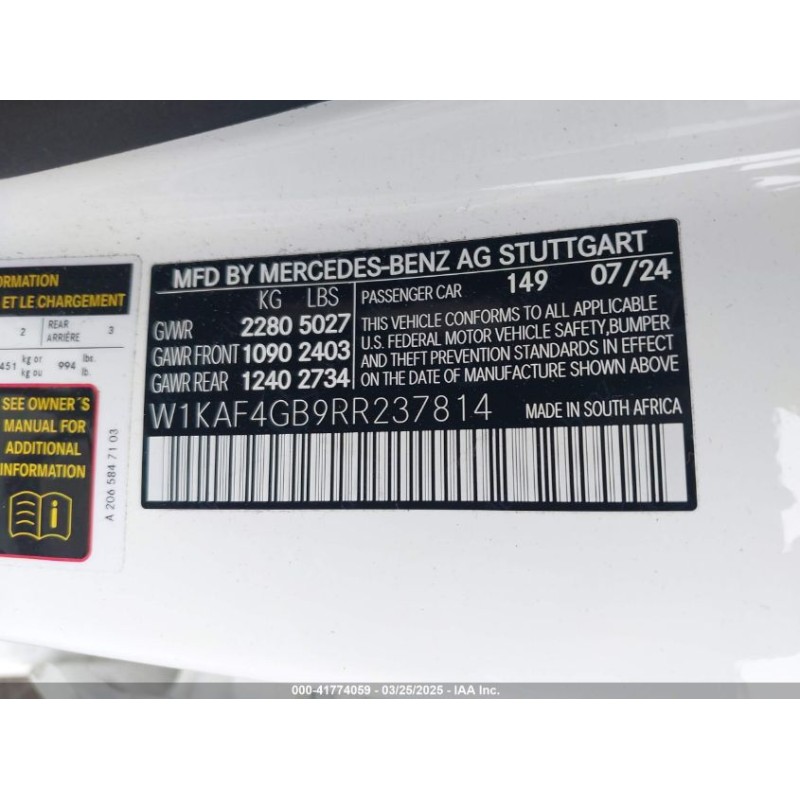 ORMATION
ET LE CHARGEMENT
2 REAR ARRIÈRE 3
451 kg or kg ou 994 lbs. lb.
SEE OWNER´S
MANUAL FOR
ADDITIONAL
INFORMATION
i
A 206 584 71 03
MFD BY MERCEDES-BENZ AG STUTTGART
KG LBS
GVWR 2280 5027
GAWR FRONT 1090 2403
GAWR REAR 1240 2734
PASSENGER CAR 149 07/24
THIS VEHICLE CONFORMS TO ALL APPLICABLE
U.S. FEDERAL MOTOR VEHICLE SAFETY,BUMPER
AND THEFT PREVENTION STANDARDS IN EFFECT
ON THE DATE OF MANUFACTURE SHOWN ABOVE
W1KAF4GB9RR237814 MADE IN SOUTH AFRICA
000-41774059 — 03/25/2025 — IAA Inc.